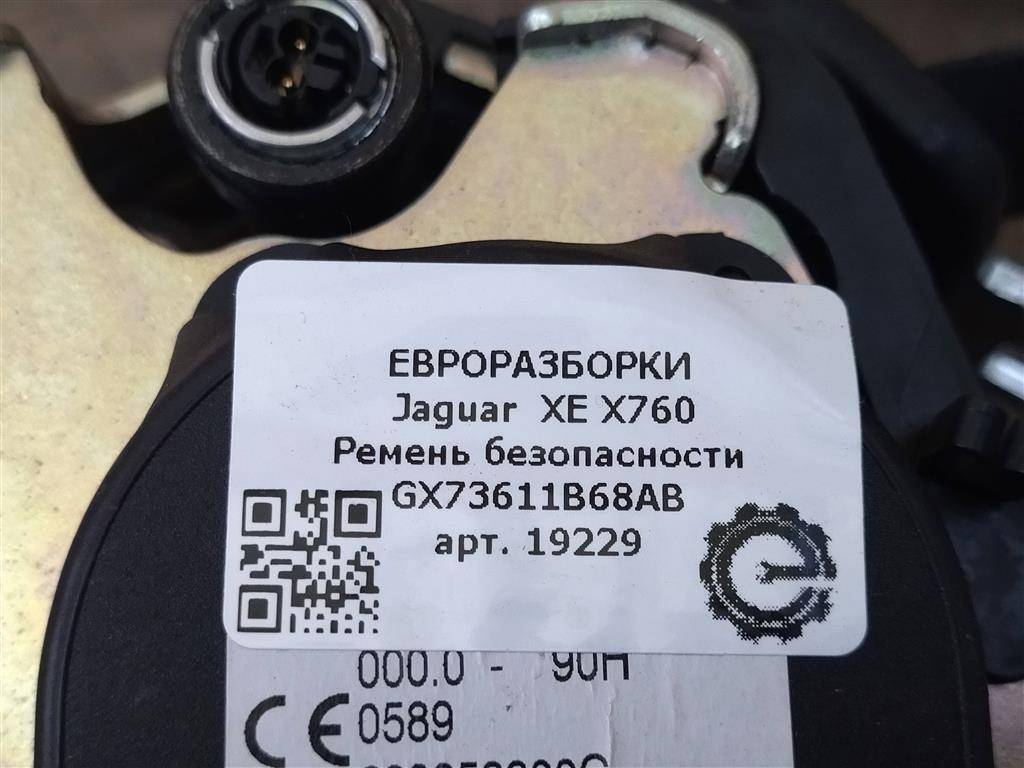 ЕВРОРАЗБОРКИ
Jaguar XE X760
Ремень безопасности
GX73611B68AB
арт. 19229
000.0 - 90H
CE 0589